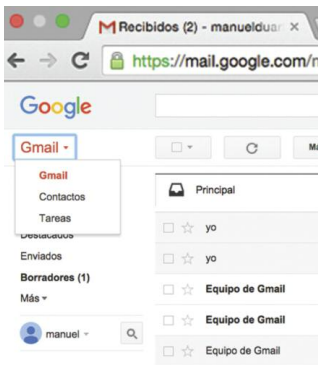 Recibidos (2) - manuelduar ×
https://mail.google.com/
Google
Gmail
Gmail
Contactos
Tareas
Destacados
Enviados
Borradores (1)
Más
manuel
Principal
yo
yo
Equipo de Gmail
Equipo de Gmail
Equipo de Gmail